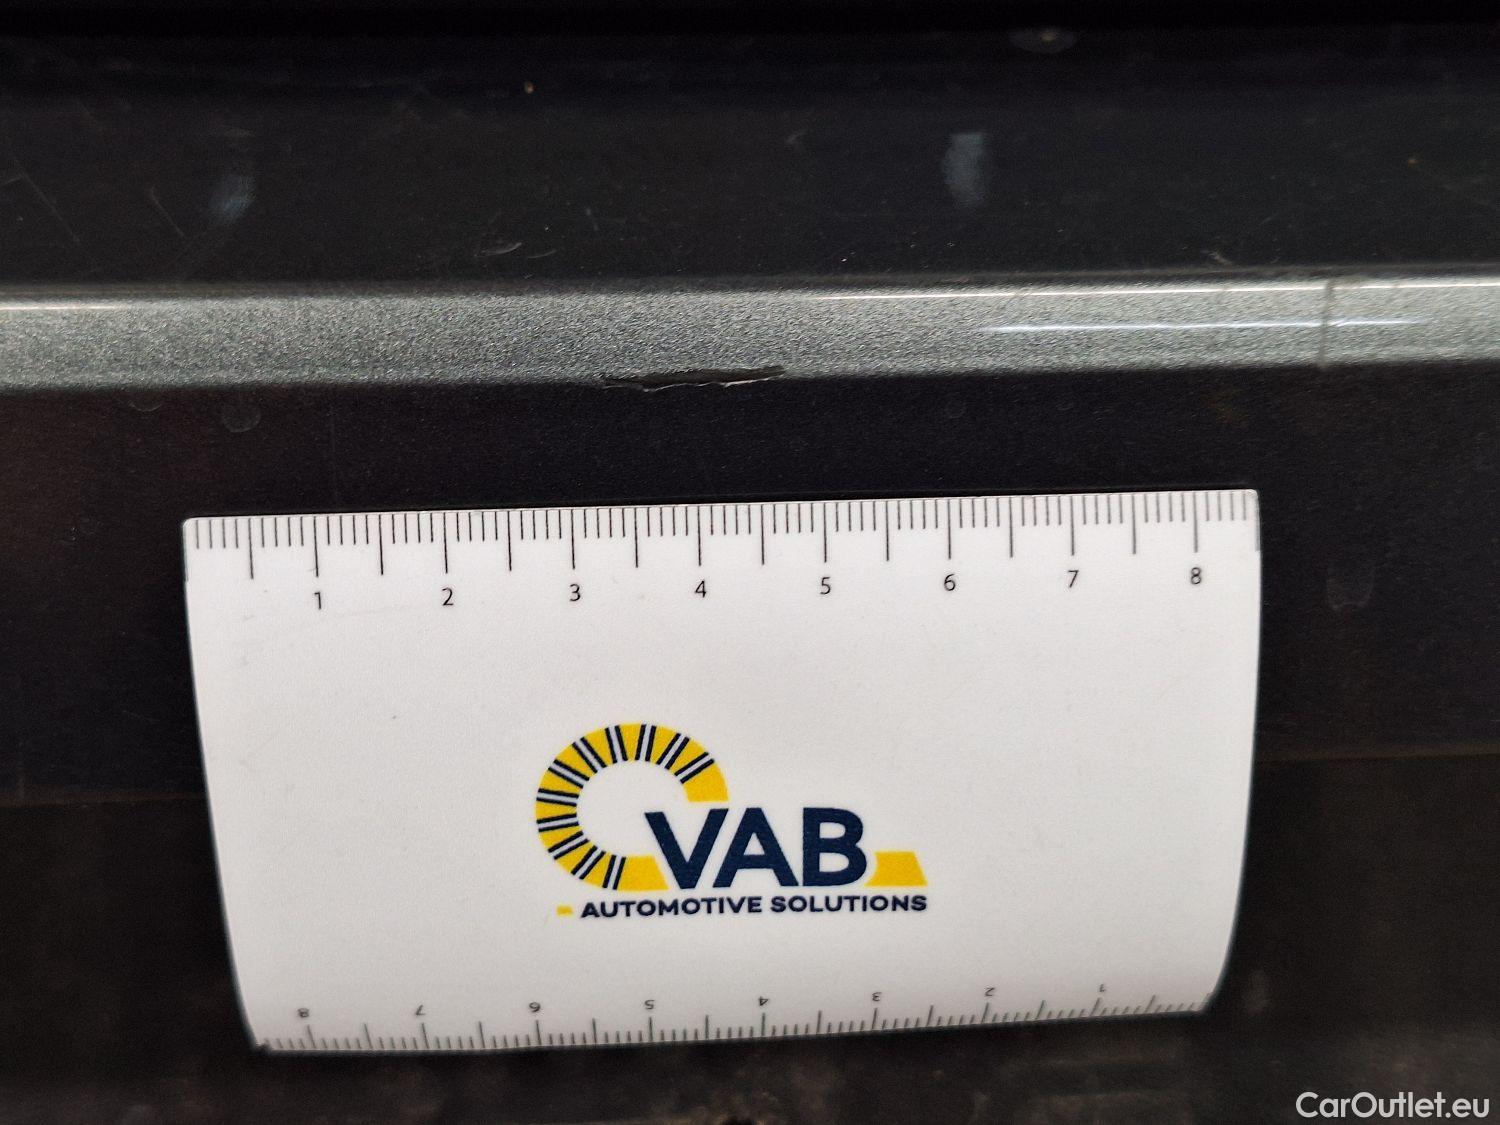 1 2 3 4 5 6 7 8
VAB
AUTOMOTIVE SOLUTIONS
8 7 6 5 4 3 2 1
CarOutlet.eu